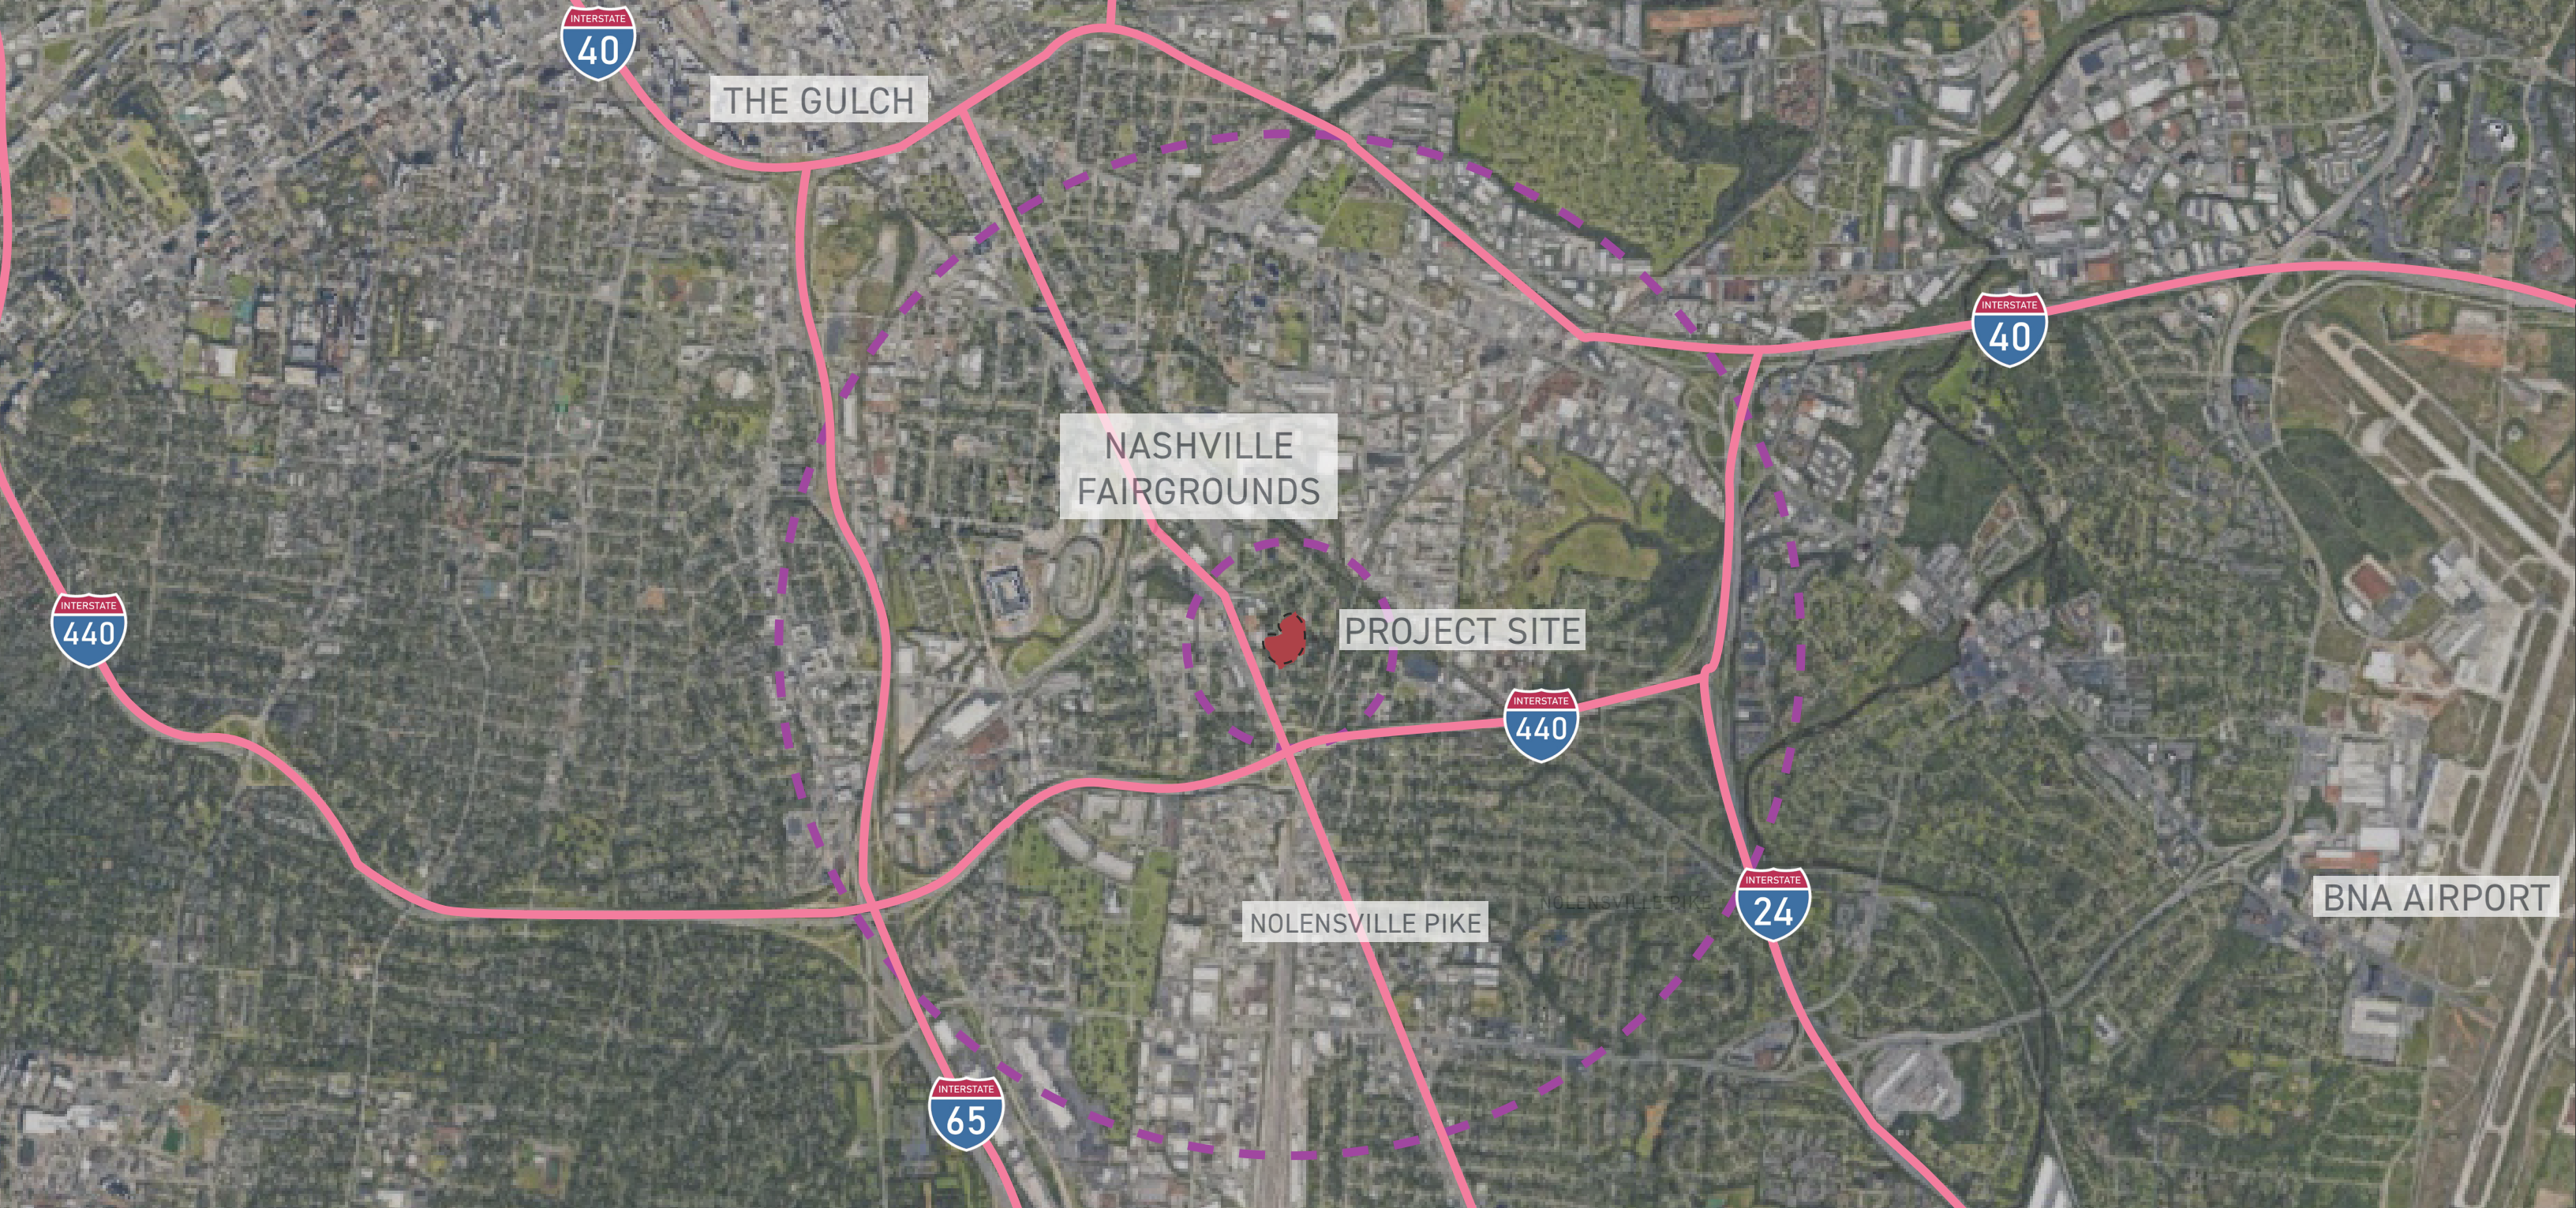 INTERSTATE
40
THE GULCH
INTERSTATE
40
NASHVILLE
FAIRGROUNDS
INTERSTATE
440
PROJECT SITE
INTERSTATE
440
INTERSTATE
24
BNA AIRPORT
NOLENSVILLE PIKE
NOLENSVILLE PIKE
INTERSTATE
65